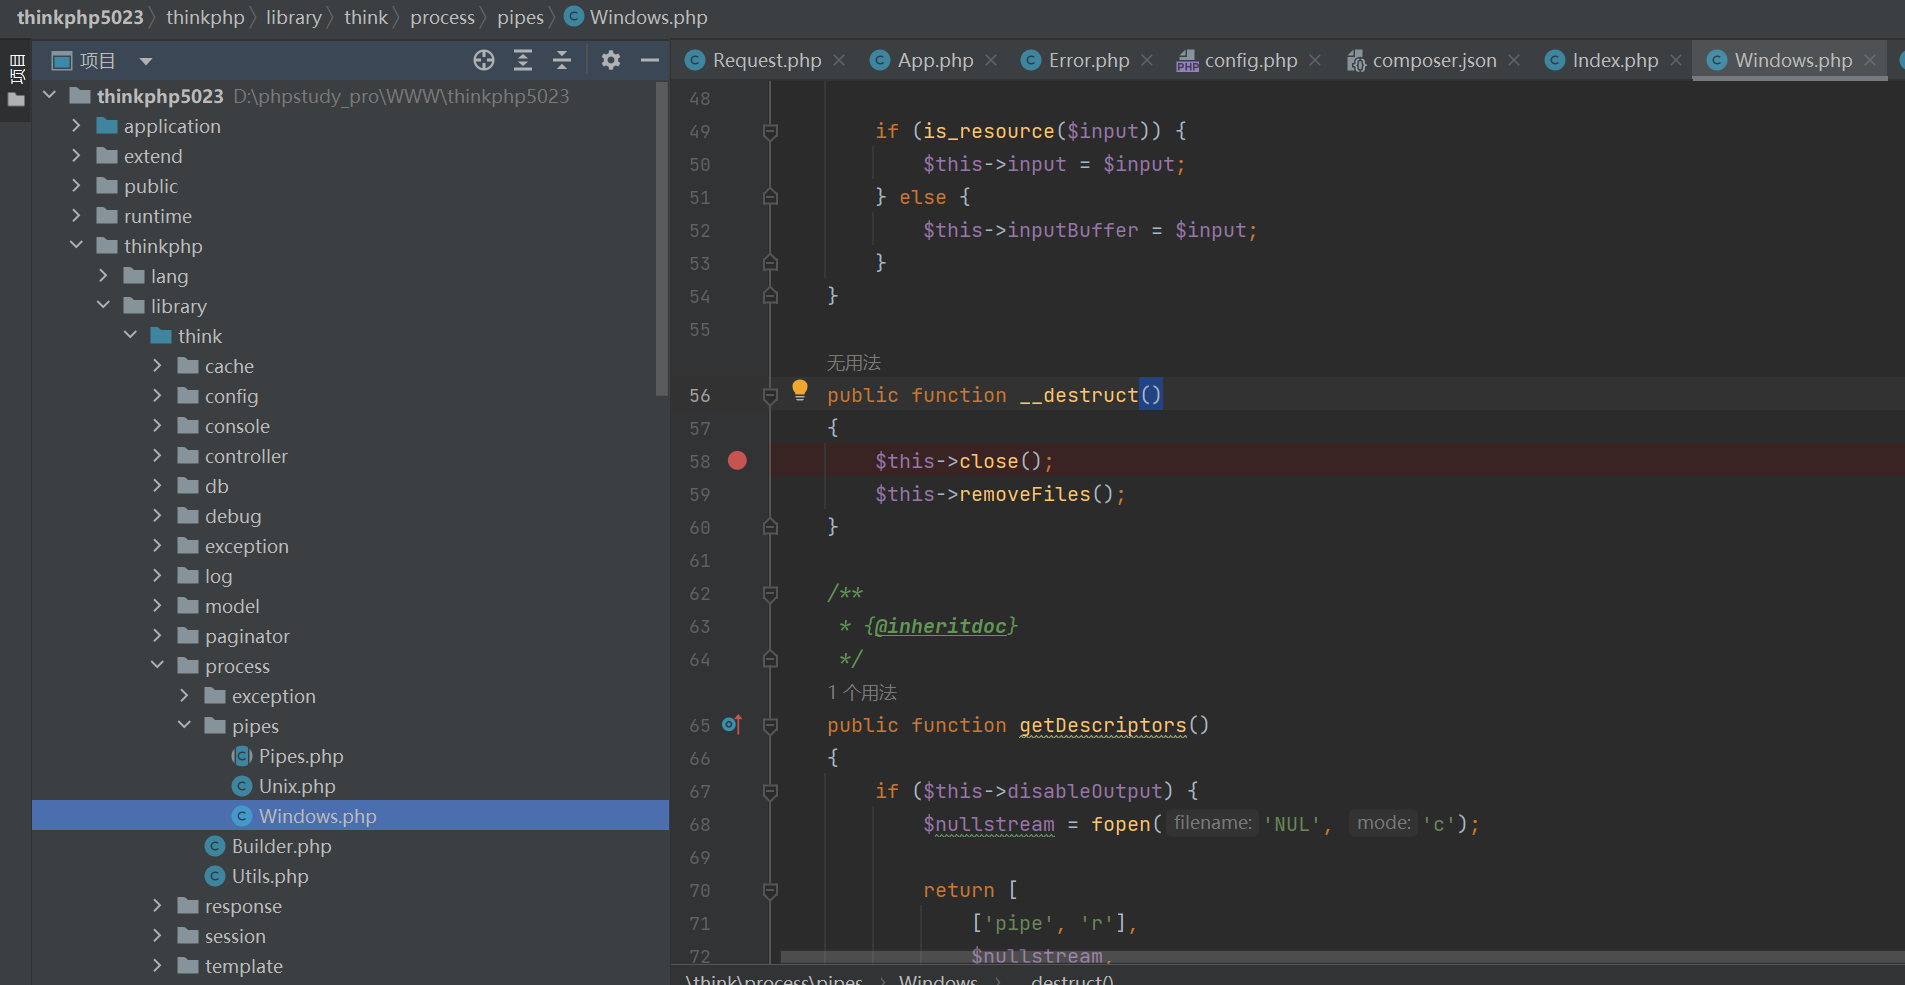 thinkphp5023 thinkphp library think process pipes Windows.php
项目
项目
Request.php App.php Error.php config.php composer.json Index.php Windows.php
thinkphp5023 D:\phpstudy_pro\WWW\thinkphp5023
application
extend
public
runtime
thinkphp
lang
library
think
cache
config
console
controller
db
debug
exception
log
model
paginator
process
exception
pipes
Pipes.php
Unix.php
Windows.php
Builder.php
Utils.php
response
session
template
48
49 if (is_resource($input)) {
50 $this->input = $input;
51 } else {
52 $this->inputBuffer = $input;
53 }
54 }
55
无用法
56 public function __destruct()
57 {
58 $this->close();
59 $this->removeFiles();
60 }
61
62 /**
63 * {@inheritdoc}
64 */
1 个用法
65 public function getDescriptors()
66 {
67 if ($this->disableOutput) {
68 $nullstream = fopen( filename: 'NUL', mode: 'c');
69
70 return [
71 ['pipe', 'r'],
72 $nullstream,
\think\process\pipes Windows __destruct()